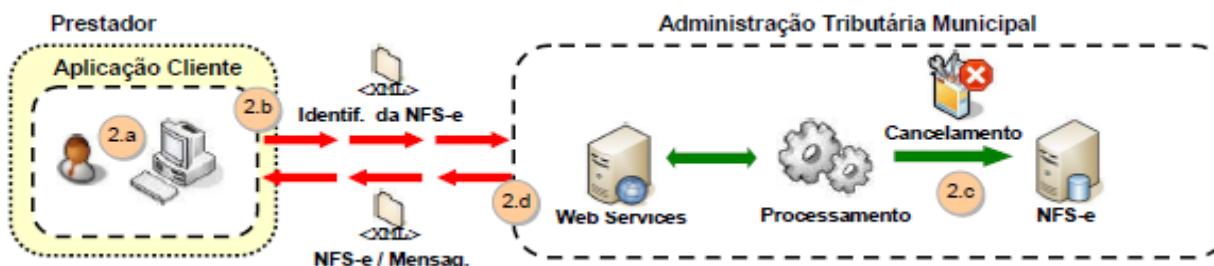 Prestador
Administração Tributária Municipal
Aplicação Cliente
2.b
<XML>
Identif. da NFS-e
2.a
Cancelamento
2.c
2.d
Web Services
Processamento
NFS-e
<XML>
NFS-e / Mensag.